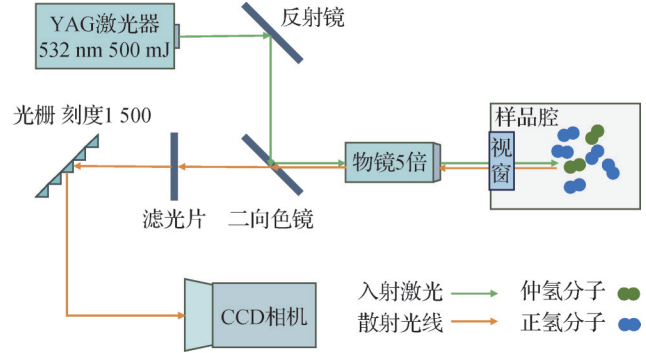 YAG激光器
532 nm 500 mJ
反射镜
光栅 刻度1 500
样品腔
视窗
物镜5倍
滤光片
二向色镜
CCD相机
入射激光
仲氢分子
散射光线
正氢分子